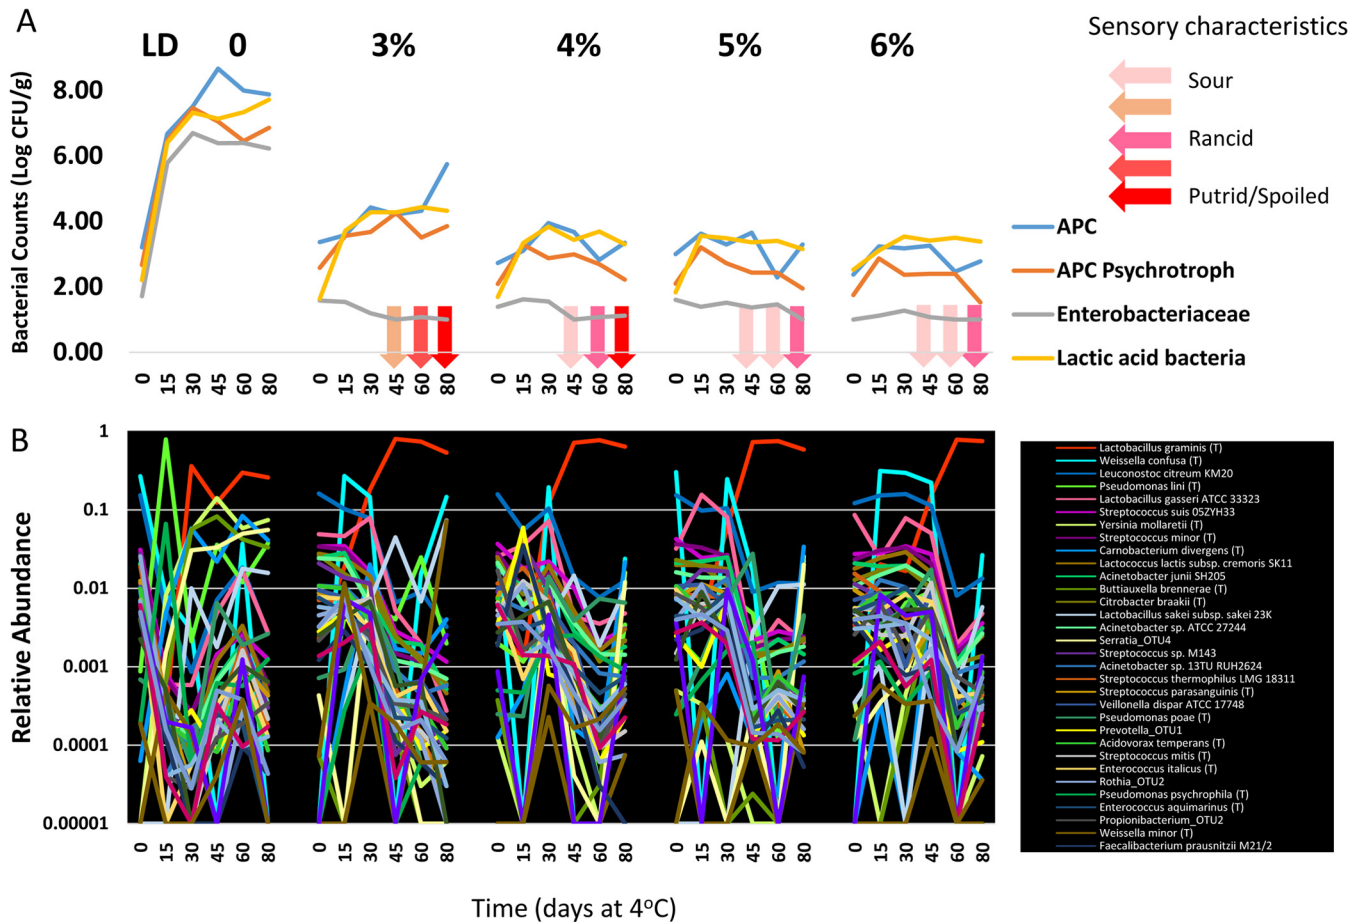 A
LD 0 3% 4% 5% 6%
Sensory characteristics
Sour
Rancid
Putrid/Spoiled
Bacterial Counts (Log CFU/g)
8.00
6.00
4.00
2.00
0.00
0 15 30 45 60 80 0 15 30 45 60 80 0 15 30 45 60 80 0 15 30 45 60 80 0 15 30 45 60 80
APC
APC Psychrotroph
Enterobacteriaceae
Lactic acid bacteria
B
Relative Abundance
1
0.1
0.01
0.001
0.0001
0.00001
0 15 30 45 60 80 0 15 30 45 60 80 0 15 30 45 60 80 0 15 30 45 60 80 0 15 30 45 60 80
Time (days at 4°C)
Lactobacillus graminis (T)
Weissella confusa (T)
Leuconostoc citreum KM20
Pseudomonas lini (T)
Lactobacillus gasseri ATCC 33323
Streptococcus suis 05ZYH33
Yersinia mollaretii (T)
Streptococcus minor (T)
Carnobacterium divergens (T)
Lactococcus lactis subsp. cremoris SK11
Acinetobacter junii SH205
Buttiauxella brennerae (T)
Citrobacter braakii (T)
Lactobacillus sakei subsp. sakei 23K
Acinetobacter sp. ATCC 27244
Serratia_OTU4
Streptococcus sp. M143
Acinetobacter sp. 13TU RUH2624
Streptococcus thermophilus LMG 18311
Streptococcus parasanguinis (T)
Veillonella dispar ATCC 17748
Pseudomonas poae (T)
Prevotella_OTU1
Acidovorax temperans (T)
Streptococcus mitis (T)
Enterococcus italicus (T)
Rothia_OTU2
Pseudomonas psychrophila (T)
Enterococcus aquimarinus (T)
Propionibacterium_OTU2
Weissella minor (T)
Faecalibacterium prausnitzii M21/2